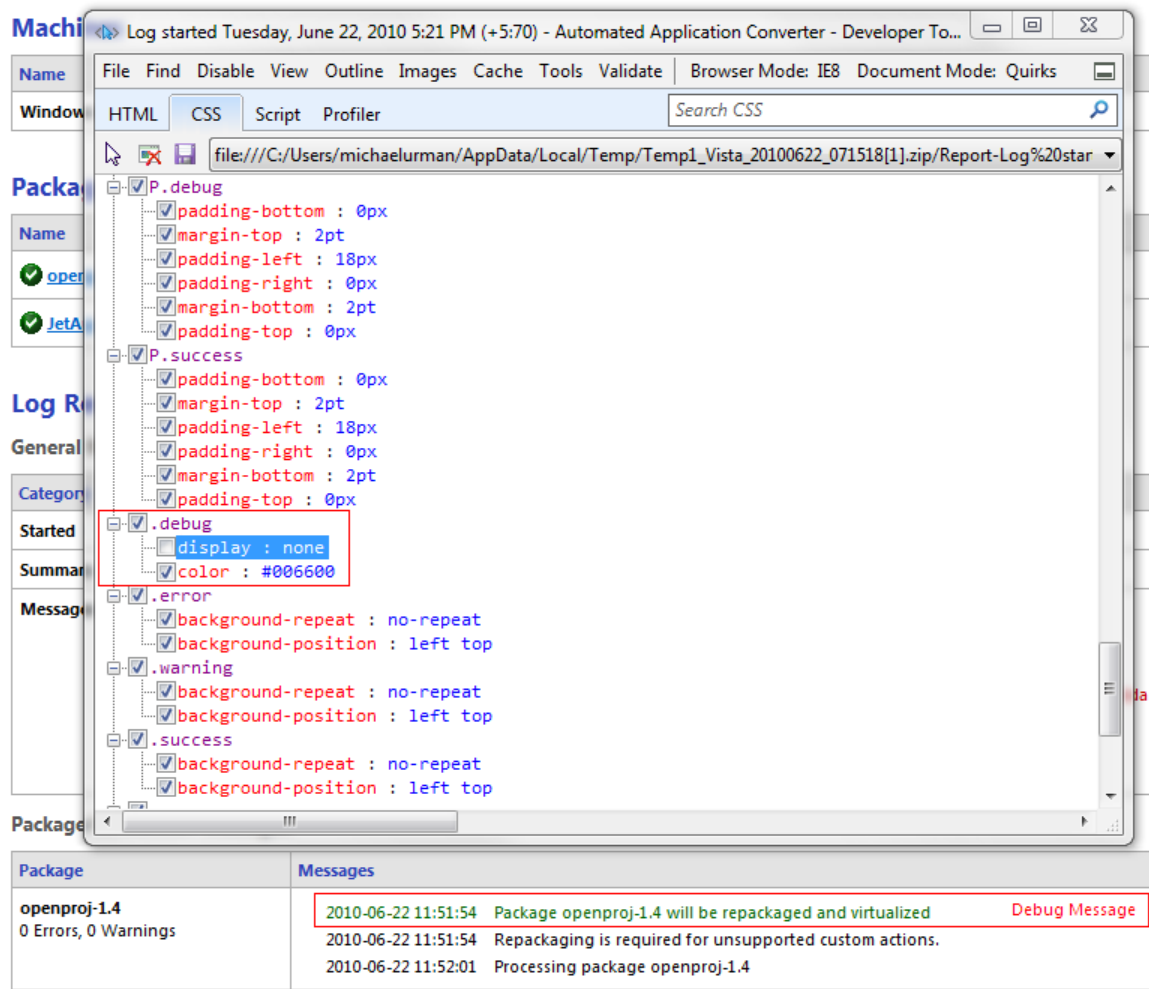 Machi
Log started Tuesday, June 22, 2010 5:21 PM (+5:70) - Automated Application Converter - Developer To...
File Find Disable View Outline Images Cache Tools Validate Browser Mode: IE8 Document Mode: Quirks
Name
HTML CSS Script Profiler Search CSS
Window
file:///C:/Users/michaelurman/AppData/Local/Temp/Temp1_Vista_20100622_071518[1].zip/Report-Log%20star
Packa
P.debug
padding-bottom : 0px
Name
margin-top : 2pt
padding-left : 18px
open
padding-right : 0px
margin-bottom : 2pt
JetA
padding-top : 0px
P.success
padding-bottom : 0px
Log Re
margin-top : 2pt
padding-left : 18px
General
padding-right : 0px
margin-bottom : 2pt
Category
padding-top : 0px
Started
.debug
display : none
Summar
color : #006600
.error
Message
background-repeat : no-repeat
background-position : left top
.warning
background-repeat : no-repeat
da
background-position : left top
.success
background-repeat : no-repeat
background-position : left top
Package
Package Messages
openproj-1.4
0 Errors, 0 Warnings
2010-06-22 11:51:54 Package openproj-1.4 will be repackaged and virtualized Debug Message
2010-06-22 11:51:54 Repackaging is required for unsupported custom actions.
2010-06-22 11:52:01 Processing package openproj-1.4